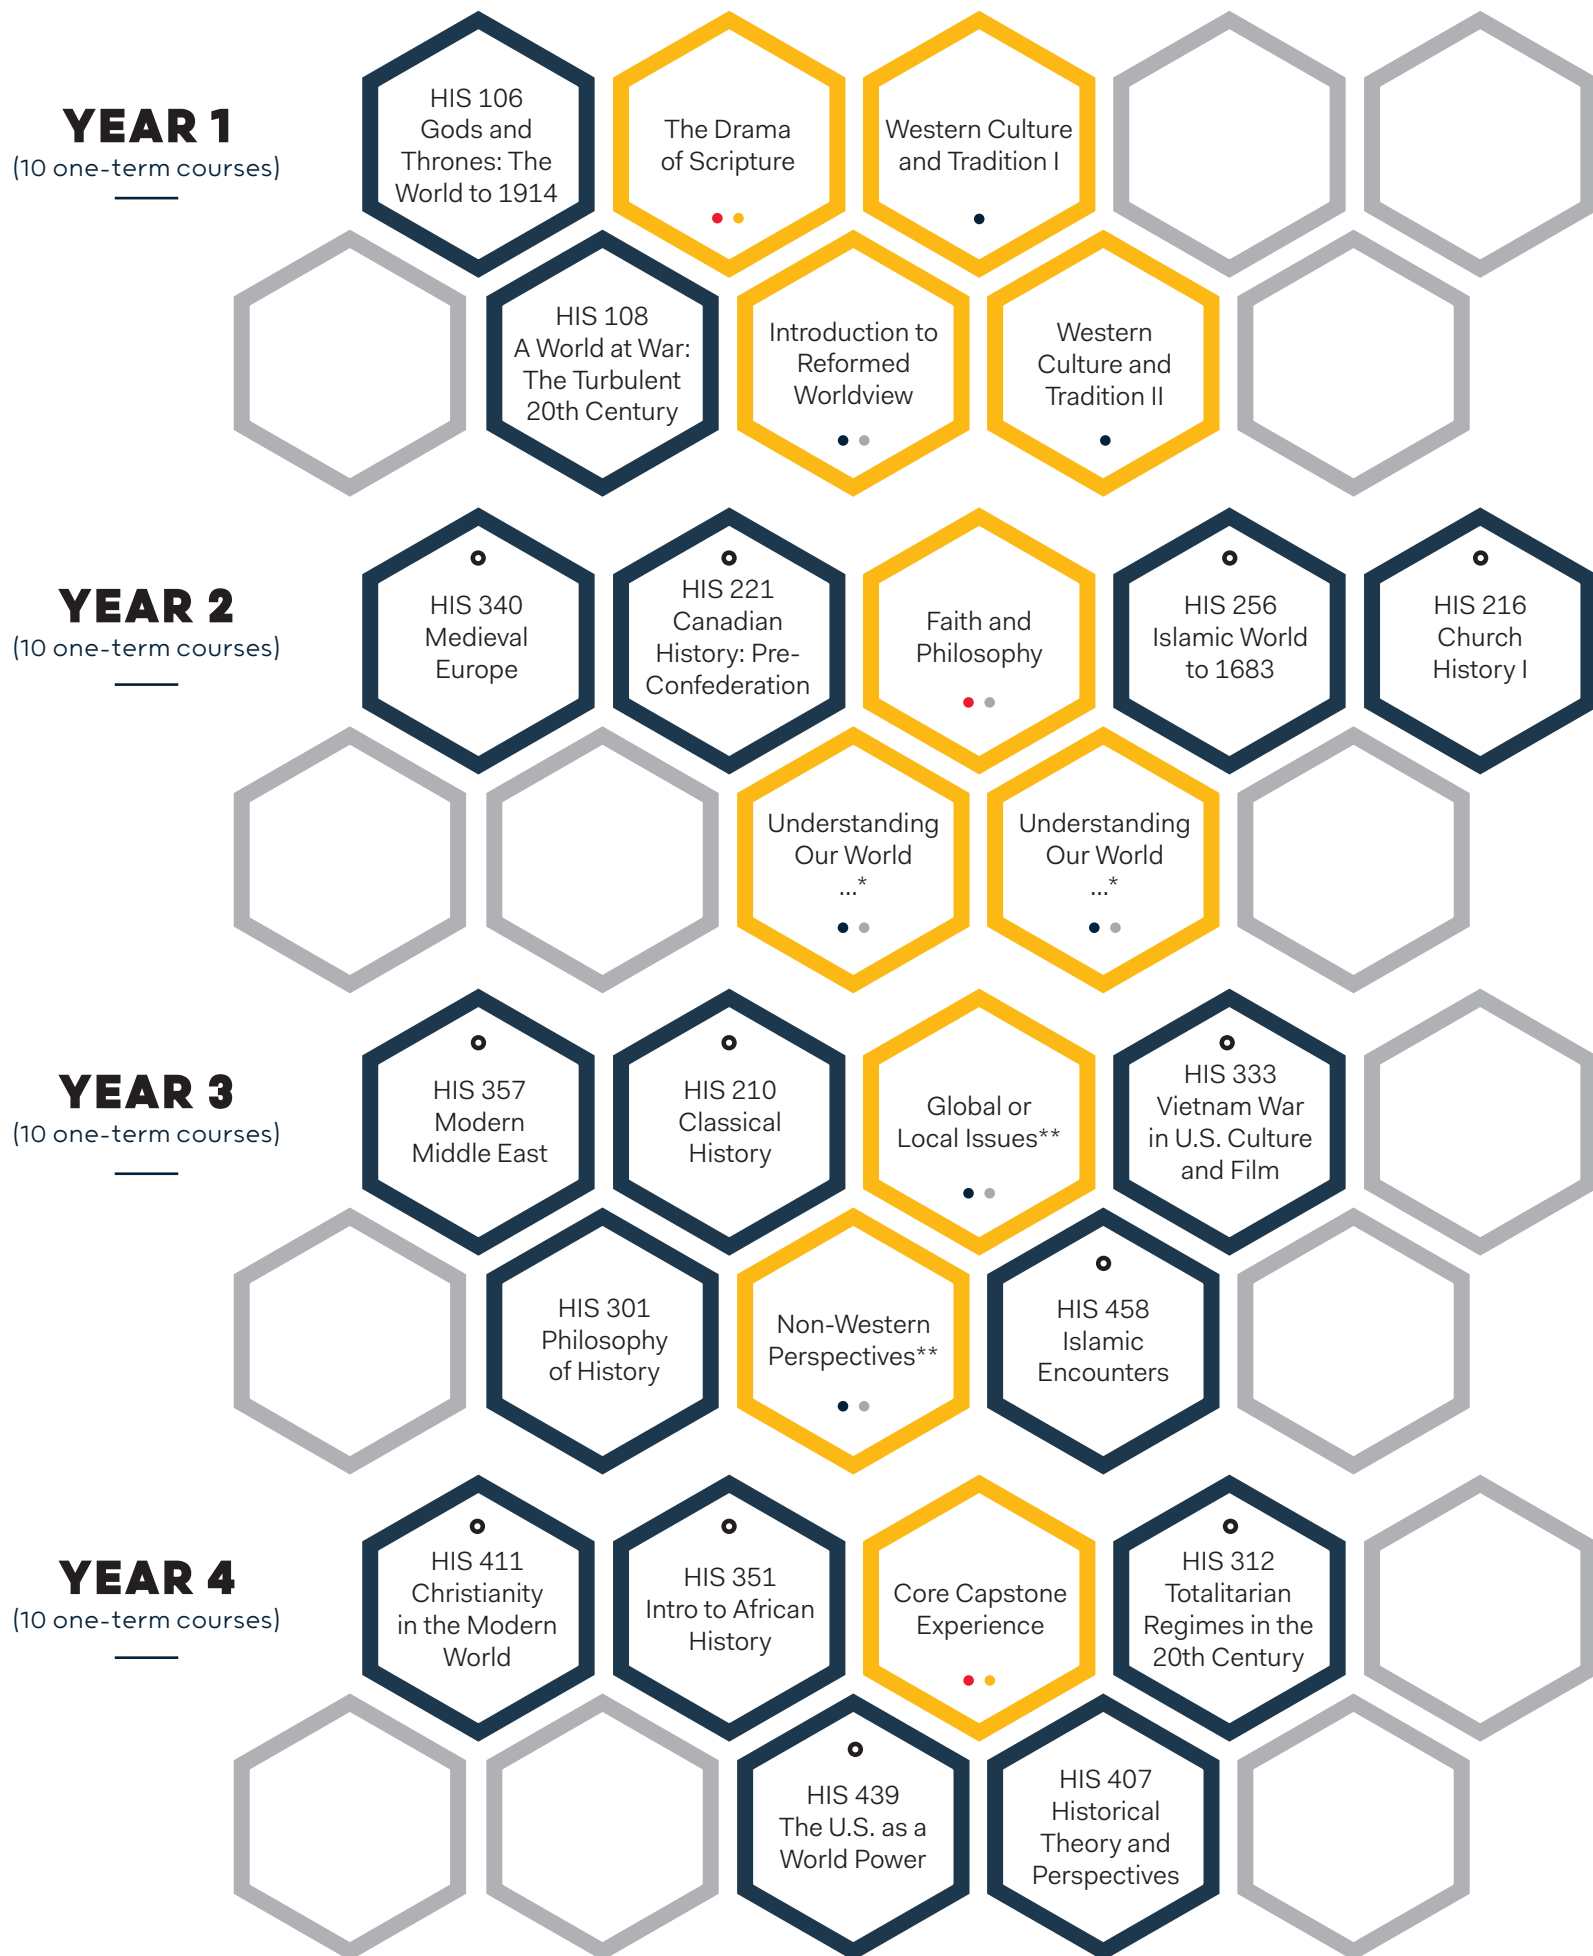 YEAR 1
(10 one-term courses)
HIS 106
Gods and
Thrones: The
World to 1914
The Drama
of Scripture
Western Culture
and Tradition I
HIS 108
A World at War:
The Turbulent
20th Century
Introduction to
Reformed
Worldview
Western
Culture and
Tradition II
YEAR 2
(10 one-term courses)
HIS 340
Medieval
Europe
HIS 221
Canadian
History: Pre-
Confederation
Faith and
Philosophy
HIS 256
Islamic World
to 1683
HIS 216
Church
History I
Understanding
Our World
...*
Understanding
Our World
...*
YEAR 3
(10 one-term courses)
HIS 357
Modern
Middle East
HIS 210
Classical
History
Global or
Local Issues**
HIS 333
Vietnam War
in U.S. Culture
and Film
HIS 301
Philosophy
of History
Non-Western
Perspectives**
HIS 458
Islamic
Encounters
YEAR 4
(10 one-term courses)
HIS 411
Christianity
in the Modern
World
HIS 351
Intro to African
History
Core Capstone
Experience
HIS 312
Totalitarian
Regimes in the
20th Century
HIS 439
The U.S. as a
World Power
HIS 407
Historical
Theory and
Perspectives